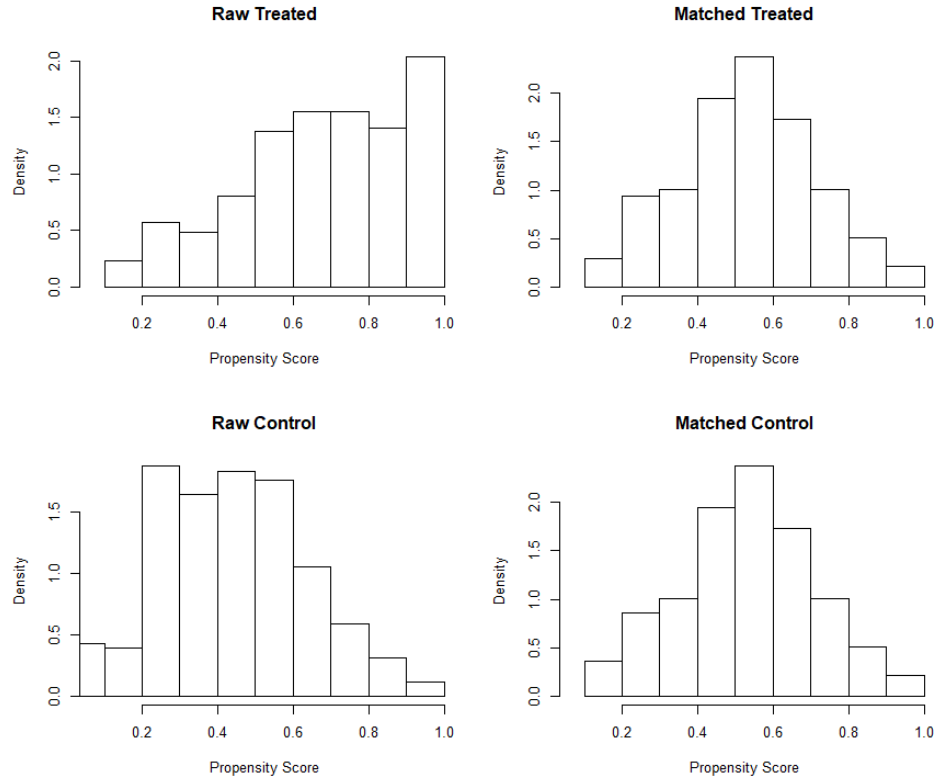 Raw Treated
Density
0.0 0.5 1.0 1.5 2.0
0.2 0.4 0.6 0.8 1.0
Propensity Score
Matched Treated
Density
0.0 0.5 1.0 1.5 2.0
0.2 0.4 0.6 0.8 1.0
Propensity Score
Raw Control
Density
0.0 0.5 1.0 1.5
0.2 0.4 0.6 0.8 1.0
Propensity Score
Matched Control
Density
0.0 0.5 1.0 1.5 2.0
0.2 0.4 0.6 0.8 1.0
Propensity Score